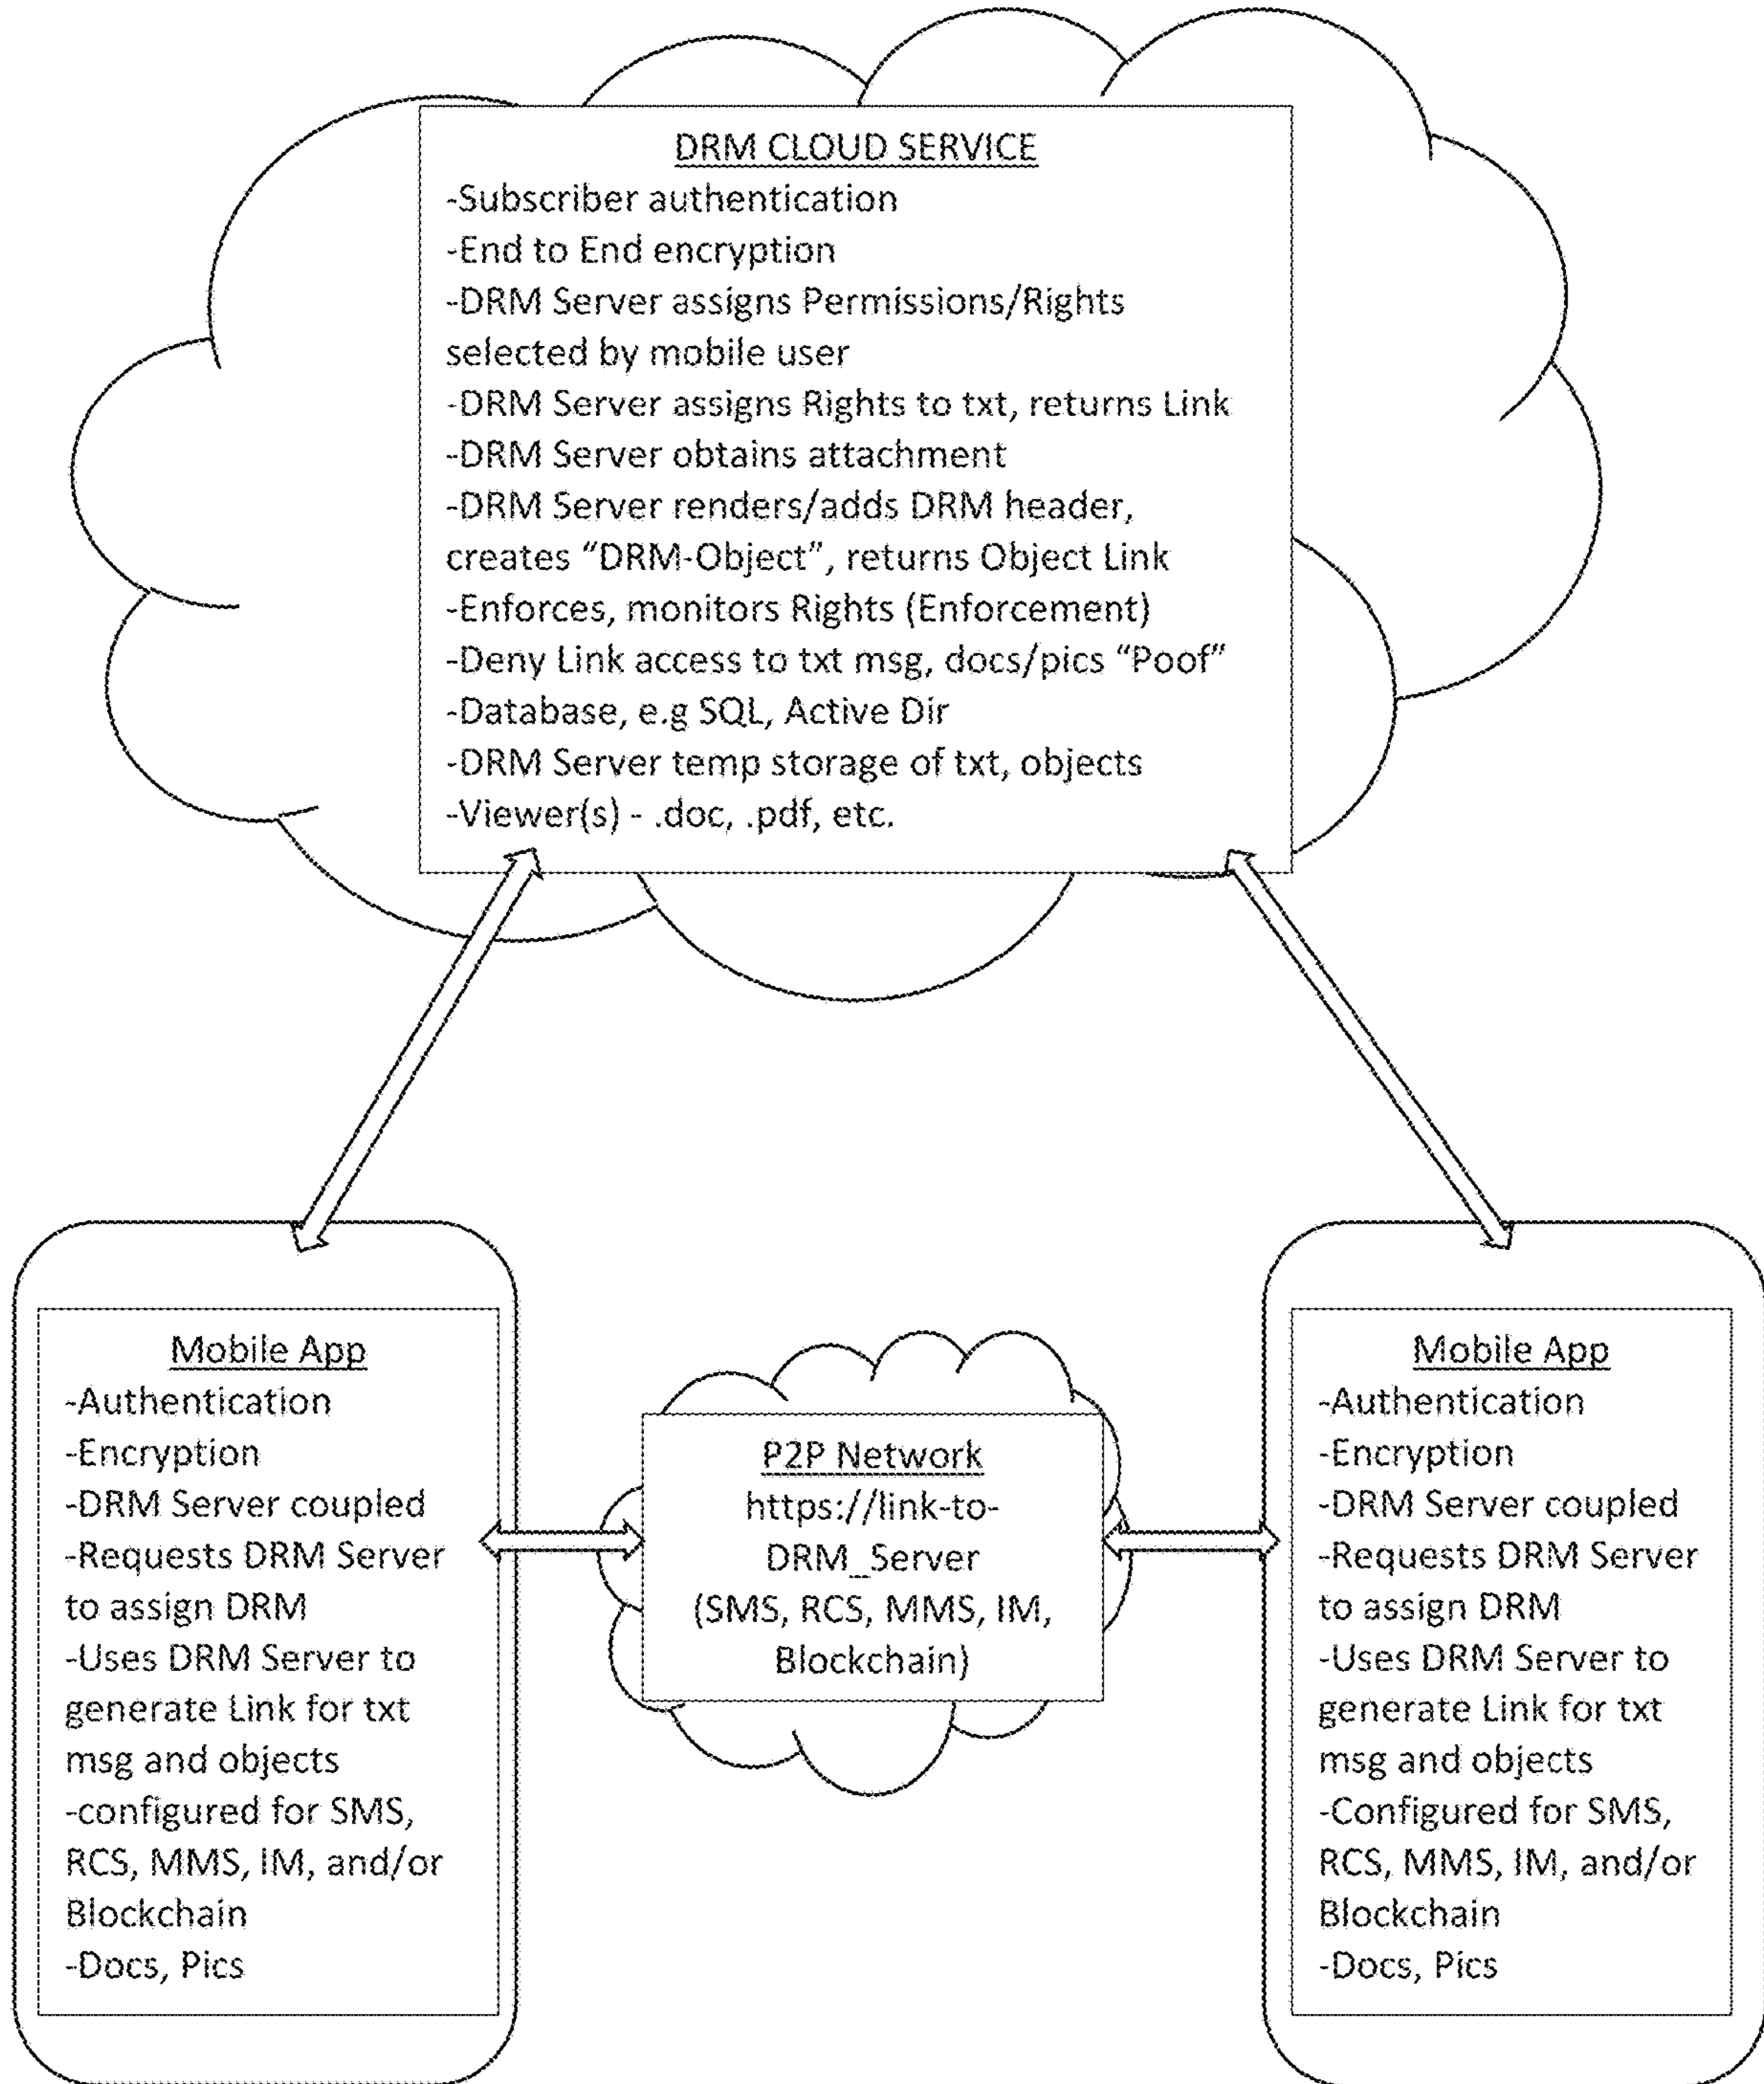 DRM CLOUD SERVICE
-Subscriber authentication
-End to End encryption
-DRM Server assigns Permissions/Rights
selected by mobile user
-DRM Server assigns Rights to txt, returns Link
-DRM Server obtains attachment
-DRM Server renders/adds DRM header,
creates “DRM-Object”, returns Object Link
-Enforces, monitors Rights (Enforcement)
-Deny Link access to txt msg, docs/pics “Poof”
-Database, e.g SQL, Active Dir
-DRM Server temp storage of txt, objects
-Viewer(s) - .doc, .pdf, etc.
Mobile App
-Authentication
-Encryption
-DRM Server coupled
-Requests DRM Server
to assign DRM
-Uses DRM Server to
generate Link for txt
msg and objects
-configured for SMS,
RCS, MMS, IM, and/or
Blockchain
-Docs, Pics
P2P Network
https://link-to-
DRM_Server
(SMS, RCS, MMS, IM,
Blockchain)
Mobile App
-Authentication
-Encryption
-DRM Server coupled
-Requests DRM Server
to assign DRM
-Uses DRM Server to
generate Link for txt
msg and objects
-Configured for SMS,
RCS, MMS, IM, and/or
Blockchain
-Docs, Pics